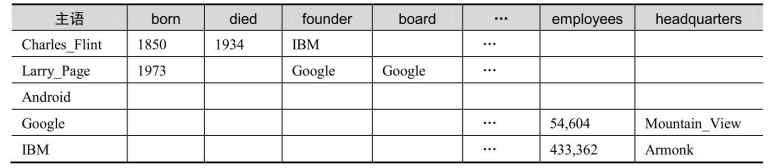 主语 born died founder board … employees headquarters
Charles_Flint 1850 1934 IBM …
Larry_Page 1973 Google Google …
Android
Google … 54,604 Mountain_View
IBM … 433,362 Armonk